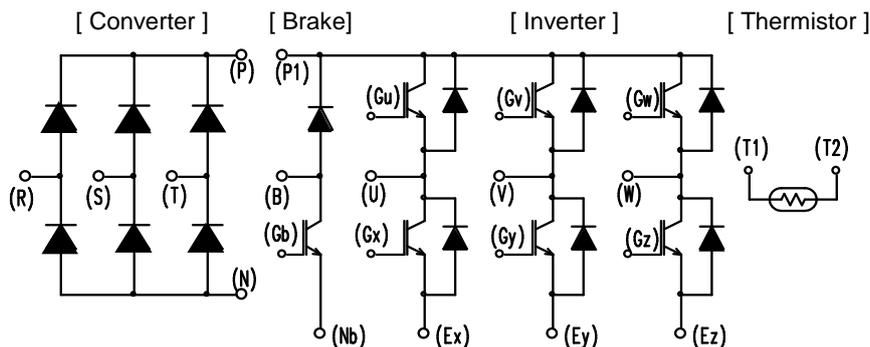 [ Converter ] [ Brake] [ Inverter ] [ Thermistor ]
(P) (P1)
(Gu) (Gv) (Gw)
(T1) (T2)
(R) (S) (T) (B) (U) (V) (W)
(Gb) (Gx) (Gy) (Gz)
(N)
(Nb) (Ex) (Ey) (Ez)